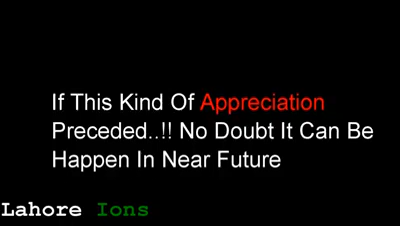 If This Kind Of Appreciation
Preceded..!! No Doubt It Can Be
Happen In Near Future
Lahore Ions